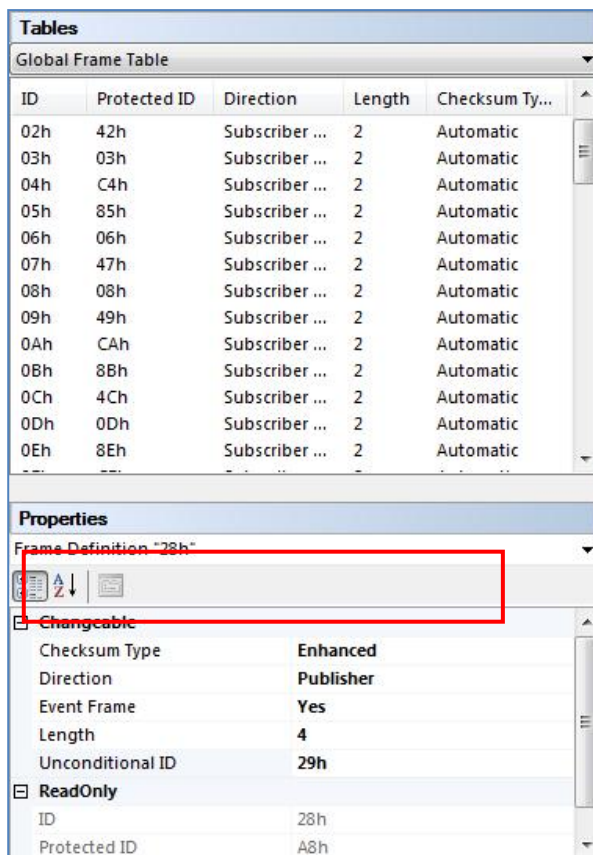 Tables
Global Frame Table
ID Protected ID Direction Length Checksum Ty...
02h 42h Subscriber ... 2 Automatic
03h 03h Subscriber ... 2 Automatic
04h C4h Subscriber ... 2 Automatic
05h 85h Subscriber ... 2 Automatic
06h 06h Subscriber ... 2 Automatic
07h 47h Subscriber ... 2 Automatic
08h 08h Subscriber ... 2 Automatic
09h 49h Subscriber ... 2 Automatic
0Ah CAh Subscriber ... 2 Automatic
0Bh 8Bh Subscriber ... 2 Automatic
0Ch 4Ch Subscriber ... 2 Automatic
0Dh 0Dh Subscriber ... 2 Automatic
0Eh 8Eh Subscriber ... 2 Automatic
Properties
Frame Definition "28h"
A Z
Changeable
Checksum Type Enhanced
Direction Publisher
Event Frame Yes
Length 4
Unconditional ID 29h
ReadOnly
ID 28h
Protected ID A8h